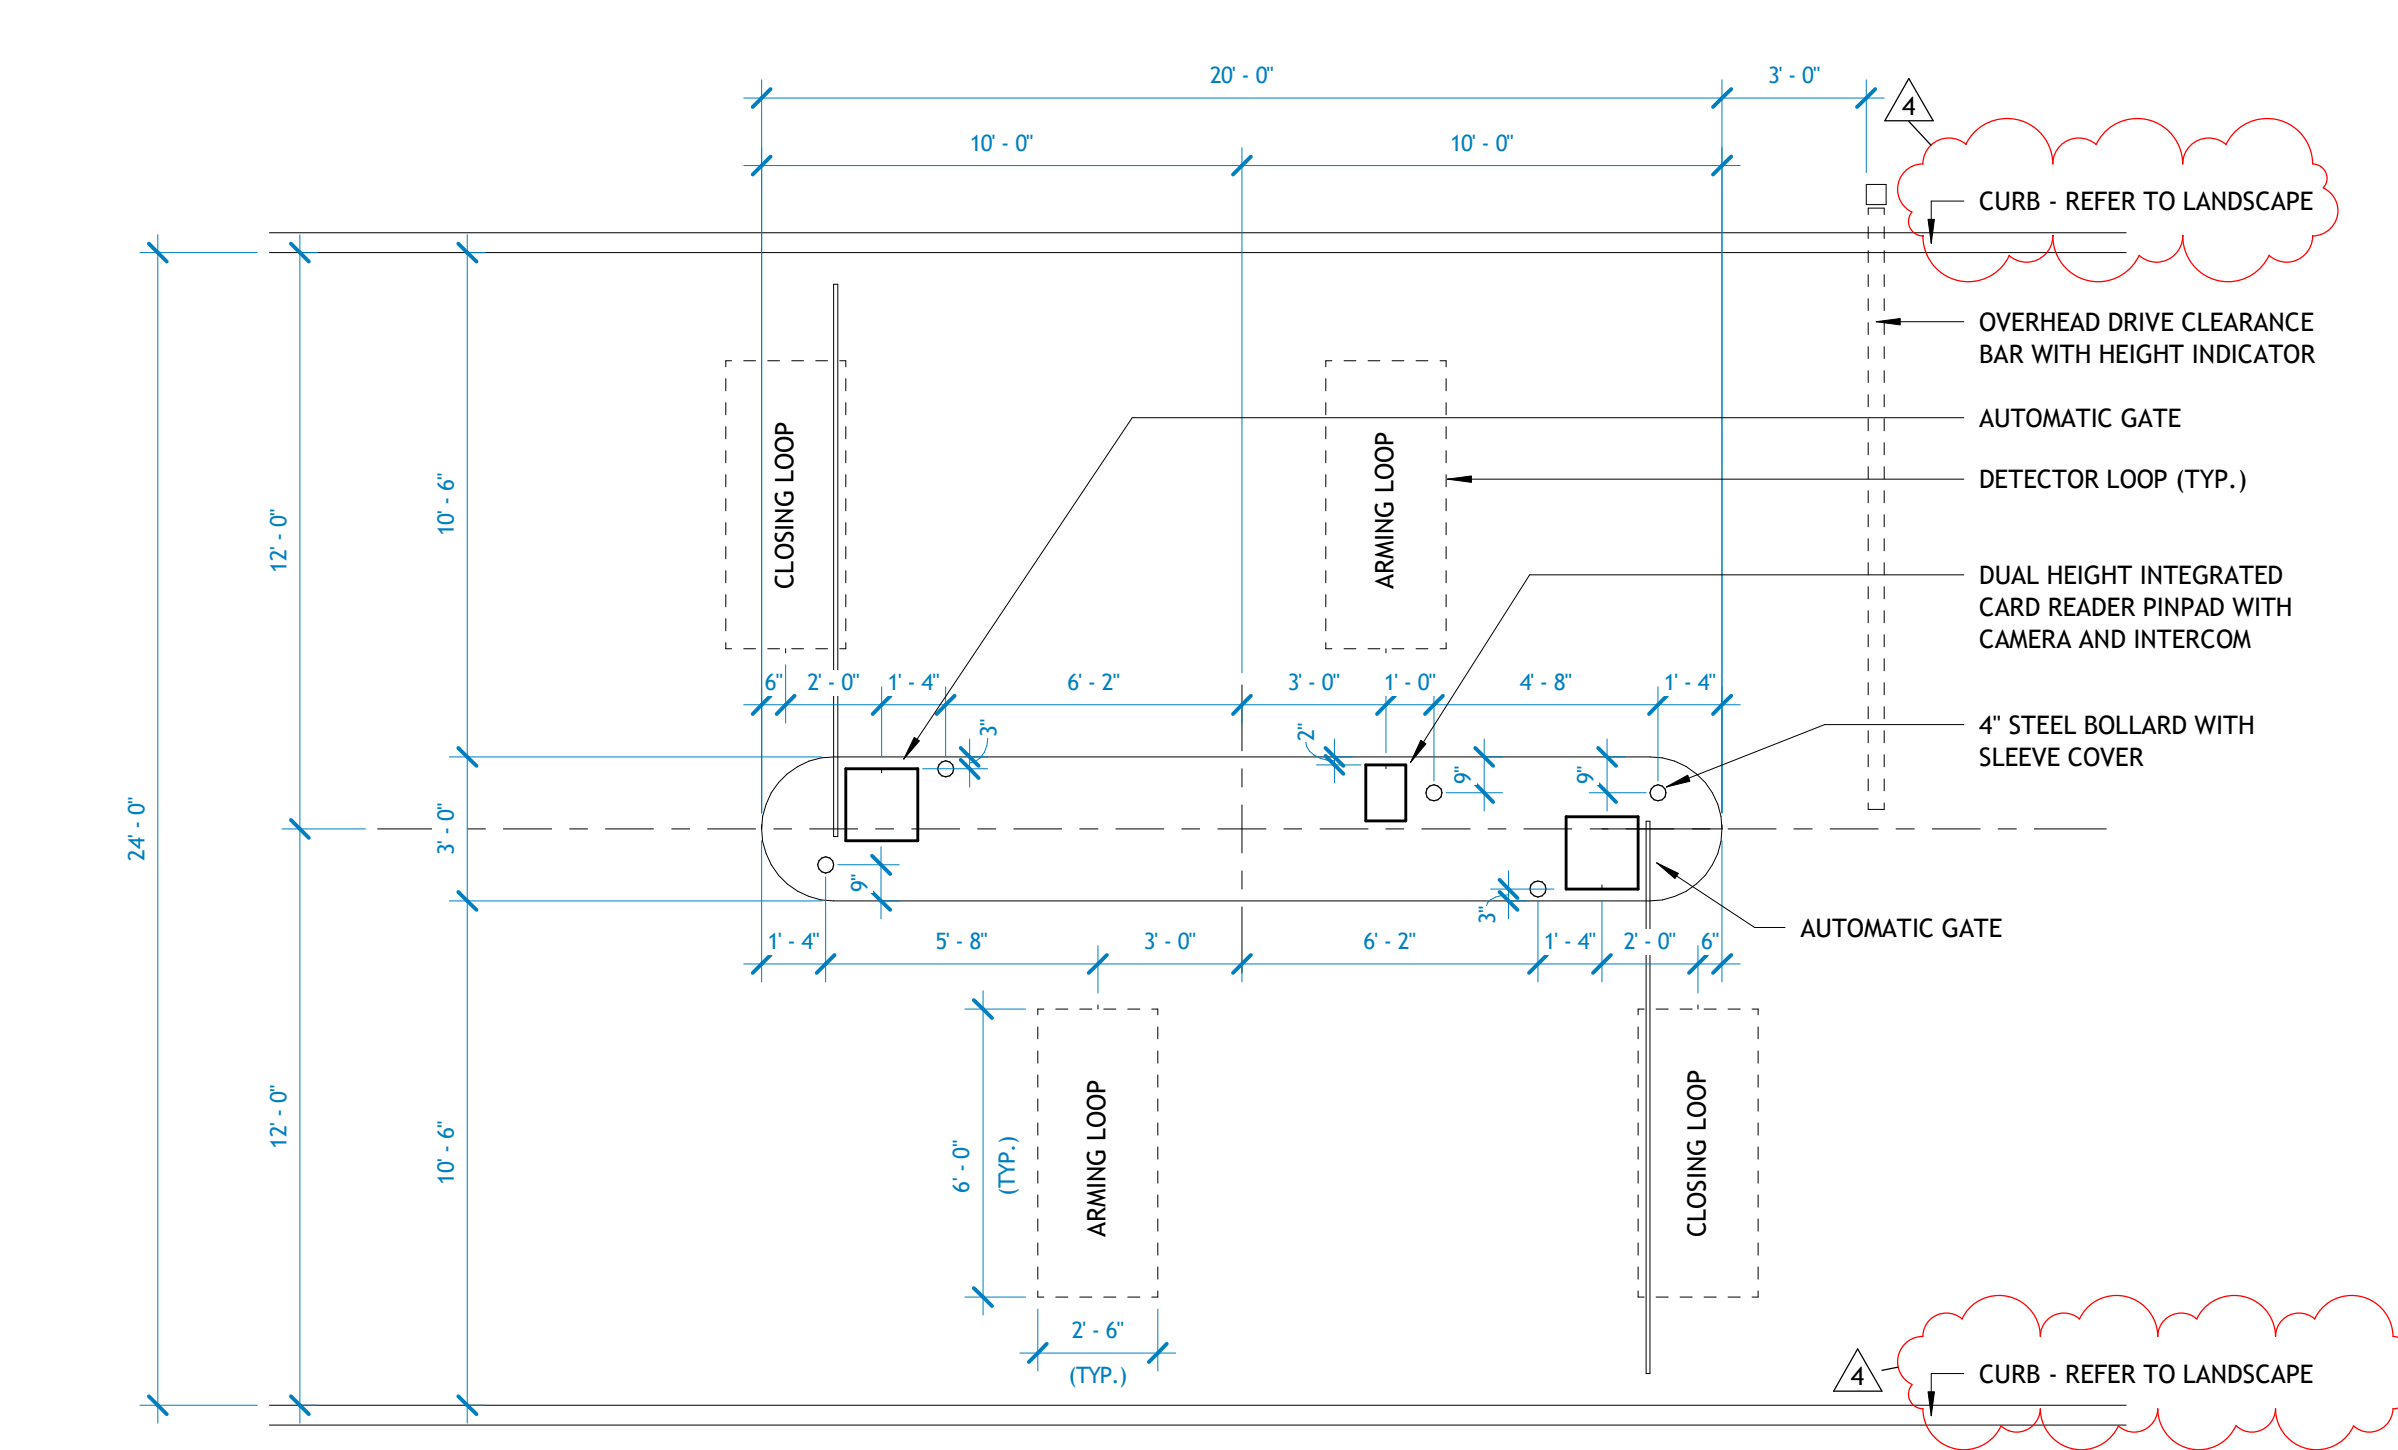 20' - 0"
3' - 0"
4
10' - 0"
10' - 0"
CURB - REFER TO LANDSCAPE
OVERHEAD DRIVE CLEARANCE
BAR WITH HEIGHT INDICATOR
AUTOMATIC GATE
CLOSING LOOP
ARMING LOOP
DETECTOR LOOP (TYP.)
10' - 6"
12' - 0"
DUAL HEIGHT INTEGRATED
CARD READER PINPAD WITH
CAMERA AND INTERCOM
6"
2' - 0"
1' - 4"
6' - 2"
3' - 0"
1' - 0"
4' - 8"
1' - 4"
3"
2"
4" STEEL BOLLARD WITH
SLEEVE COVER
9"
9"
24' - 0"
3' - 0"
9"
3"
AUTOMATIC GATE
1' - 4"
5' - 8"
3' - 0"
6' - 2"
1' - 4"
2' - 0"
6"
12' - 0"
10' - 6"
6' - 0"
(TYP.)
ARMING LOOP
CLOSING LOOP
2' - 6"
(TYP.)
4
CURB - REFER TO LANDSCAPE